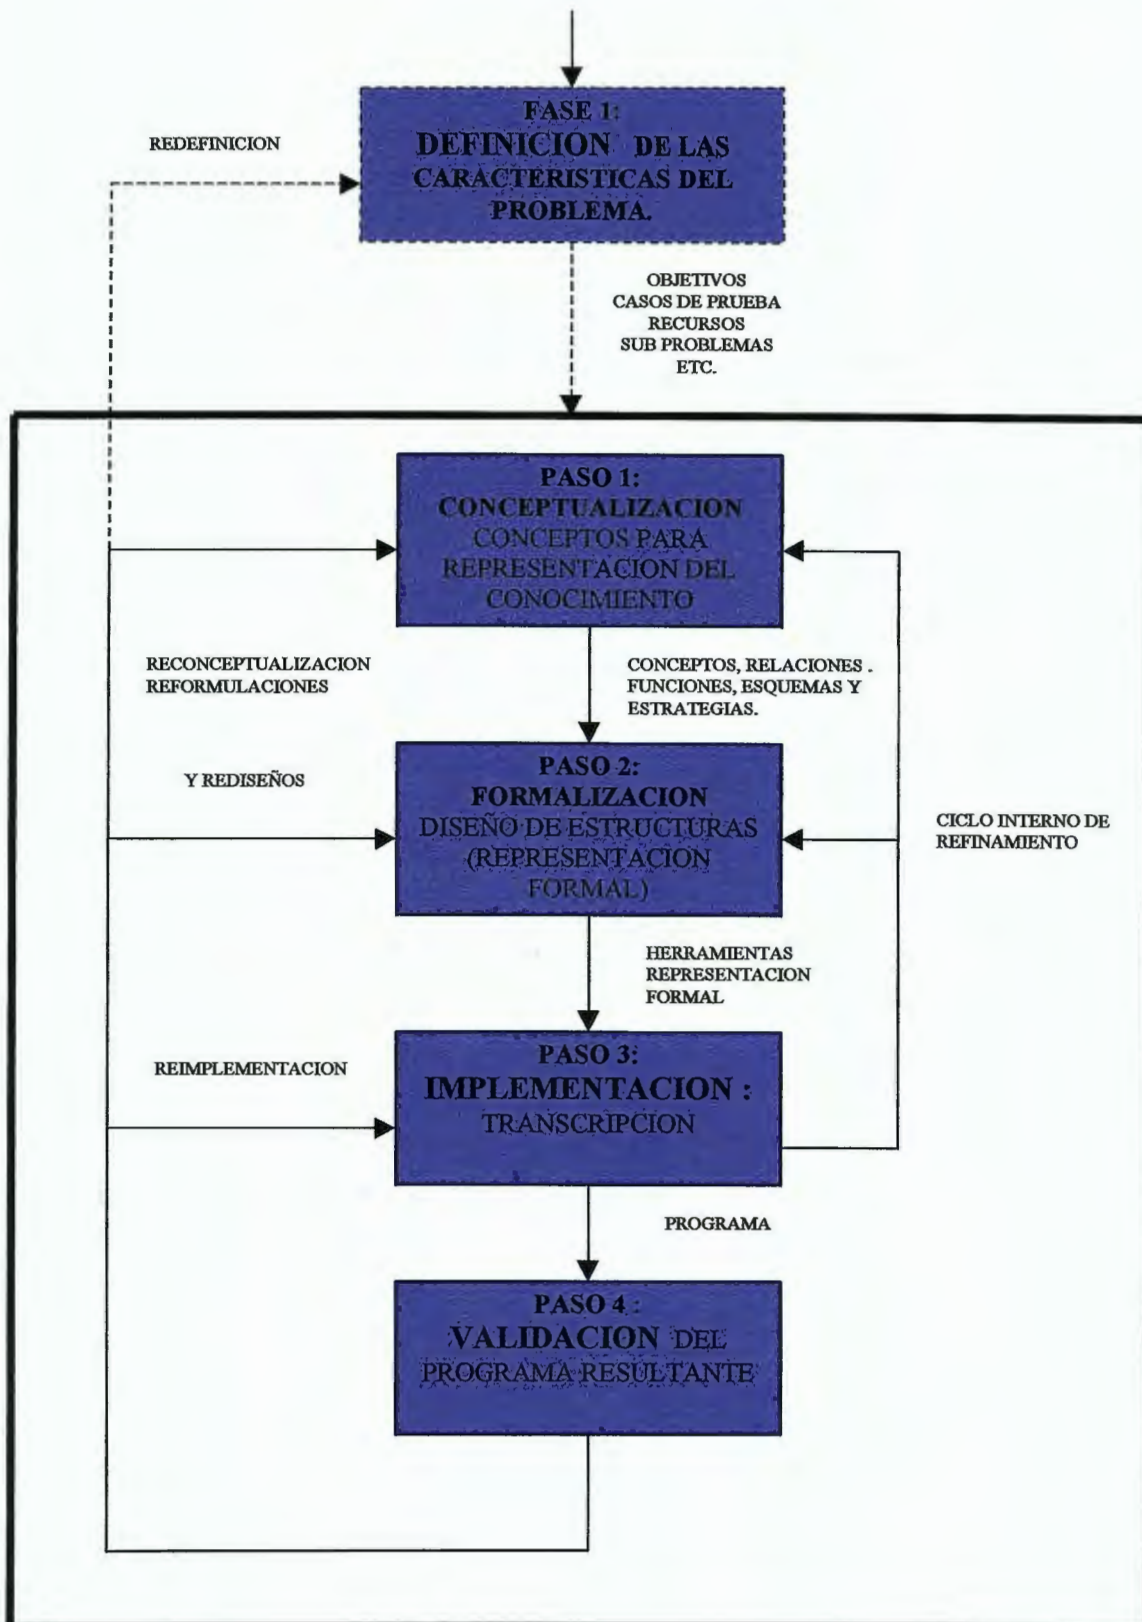 FASE 1:
DEFINICION DE LAS
CARACTERISTICAS DEL
PROBLEMA.
REDEFINICION
OBJETIVOS
CASOS DE PRUEBA
RECURSOS
SUB PROBLEMAS
ETC.
PASO 1:
CONCEPTUALIZACION
CONCEPTOS PARA
REPRESENTACION DEL
CONOCIMIENTO
RECONCEPTUALIZACION
REFORMULACIONES
CONCEPTOS, RELACIONES .
FUNCIONES, ESQUEMAS Y
ESTRATEGIAS.
Y REDISEÑOS
PASO 2:
FORMALIZACION
DISEÑO DE ESTRUCTURAS
(REPRESENTACION
FORMAL)
CICLO INTERNO DE
REFINAMIENTO
HERRAMIENTAS
REPRESENTACION
FORMAL
REIMPLEMENTACION
PASO 3:
IMPLEMENTACION :
TRANSCRIPCION
PROGRAMA
PASO 4 :
VALIDACION DEL
PROGRAMA RESULTANTE